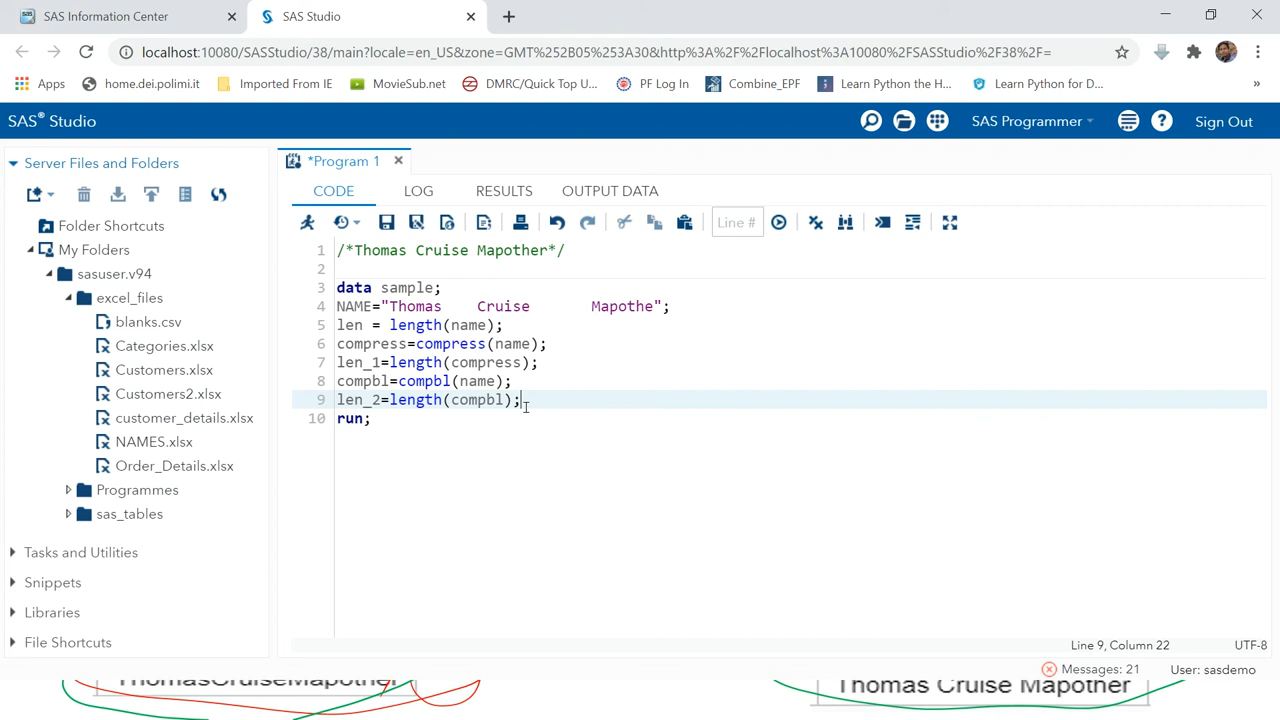 SAS Information Center
SAS Studio
localhost:10080/SASStudio/38/main?locale=en_US&zone=GMT%252B05%253A30&http%3A%2F%2Flocalhost%3A10080%2FSASStudio%2F38%2F=
Apps home.dei.polimi.it Imported From IE MovieSub.net DMRC/Quick Top U... PF Log In Combine_EPF Learn Python the H... Learn Python for D... »
SAS® Studio SAS Programmer Sign Out
Server Files and Folders
*Program 1
CODE LOG RESULTS OUTPUT DATA
Line #
Folder Shortcuts
My Folders
sasuser.v94
excel_files
blanks.csv
Categories.xlsx
Customers.xlsx
Customers2.xlsx
customer_details.xlsx
NAMES.xlsx
Order_Details.xlsx
Programmes
sas_tables
Tasks and Utilities
Snippets
Libraries
File Shortcuts
1 /*Thomas Cruise Mapother*/
2
3 data sample;
4 NAME="Thomas    Cruise       Mapothe";
5 len = length(name);
6 compress=compress(name);
7 len_1=length(compress);
8 compbl=compbl(name);
9 len_2=length(compbl);
10 run;
Line 9, Column 22 UTF-8
Messages: 21 User: sasdemo
ThomasCruiseMapother
Thomas Cruise Mapother